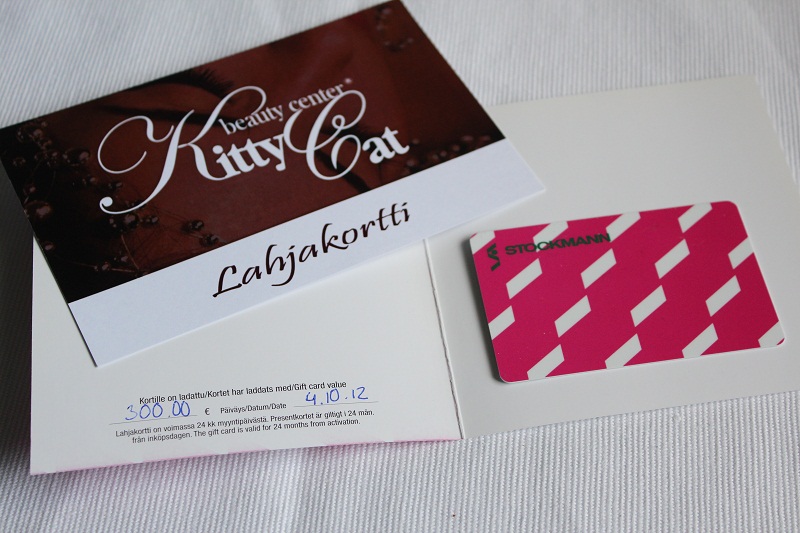 beauty center®
KittyCat
Lahjakortti
STOCKMANN
Kortille on ladattu/Kortet har laddats med/Gift card value
300,00 € Päiväys/Datum/Date 4.10.12
Lahjakortti on voimassa 24 kk myyntipäivästä. Presentkortet är giltigt i 24 mån.
från inköpsdagen. The gift card is valid for 24 months from activation.